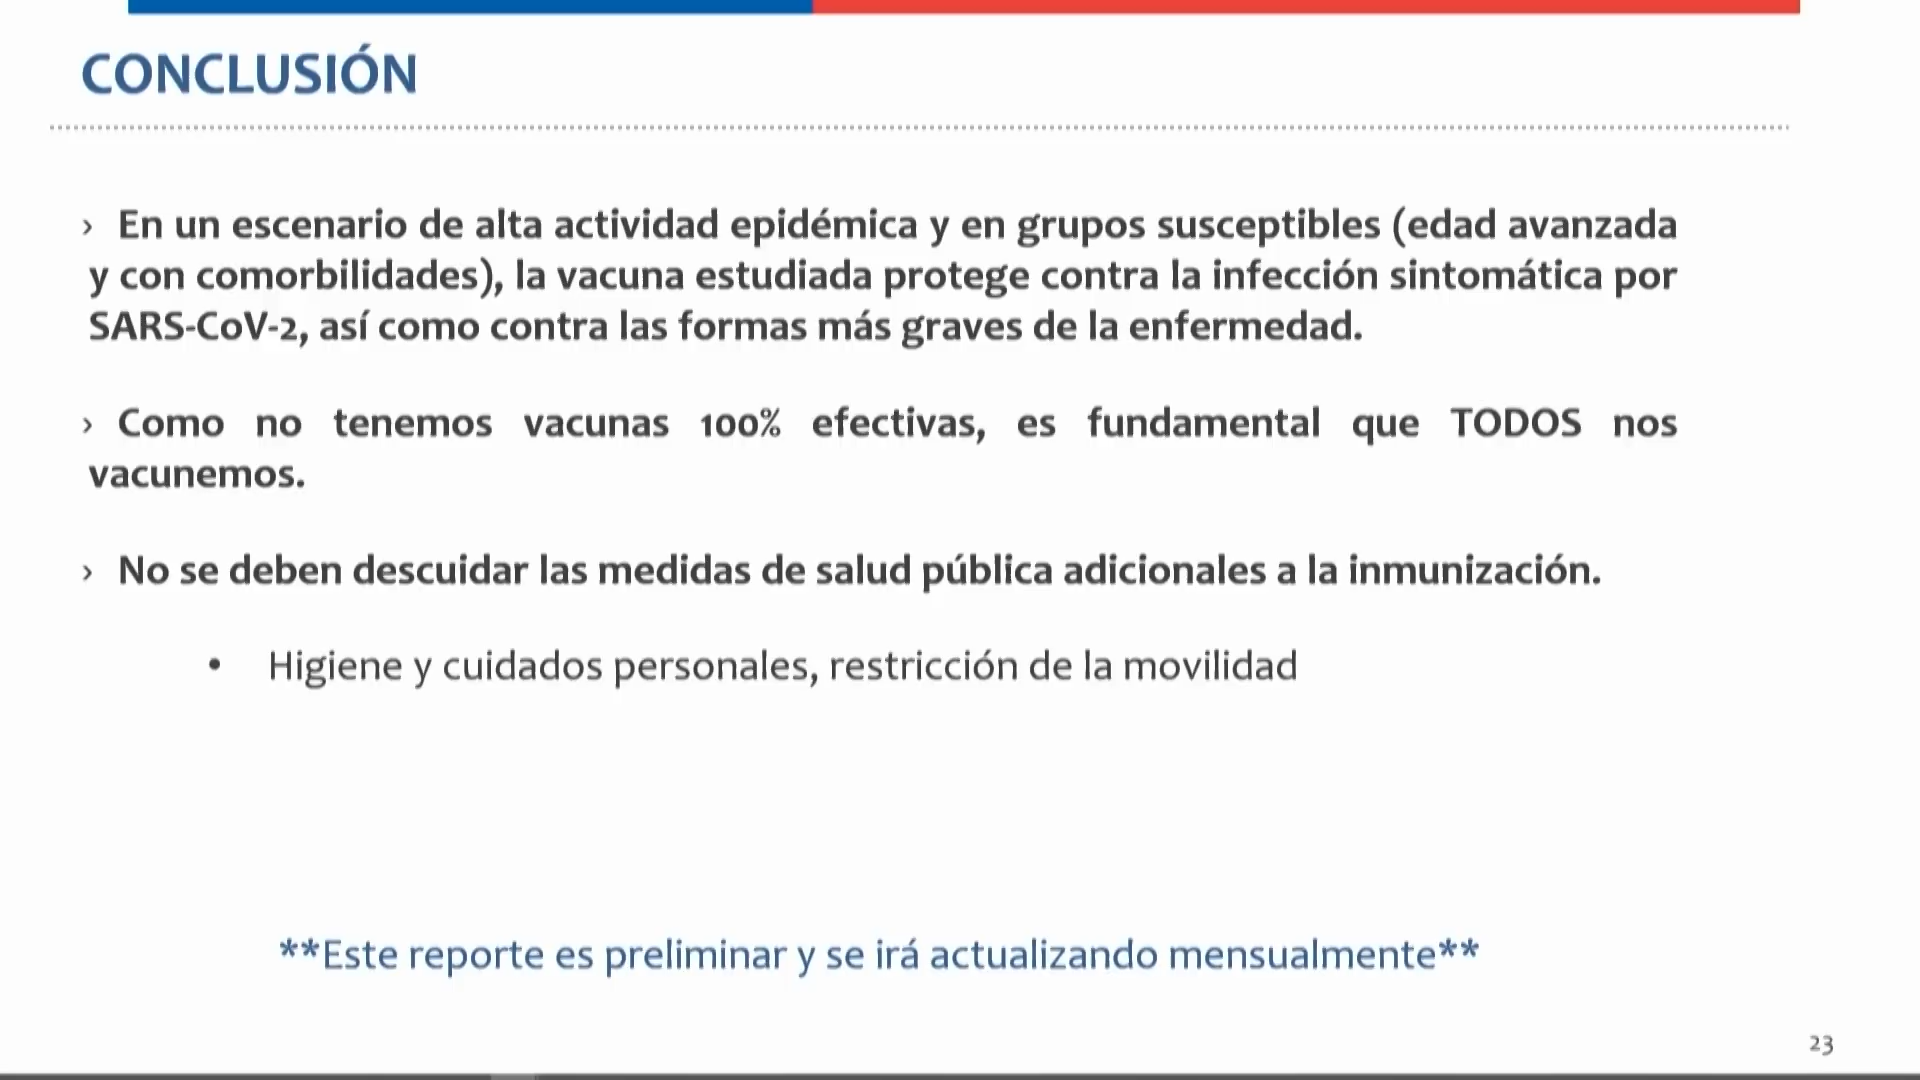 CONCLUSIÓN
› En un escenario de alta actividad epidémica y en grupos susceptibles (edad avanzada
y con comorbilidades), la vacuna estudiada protege contra la infección sintomática por
SARS-CoV-2, así como contra las formas más graves de la enfermedad.
› Como no tenemos vacunas 100% efectivas, es fundamental que TODOS nos
vacunemos.
› No se deben descuidar las medidas de salud pública adicionales a la inmunización.
• Higiene y cuidados personales, restricción de la movilidad
**Este reporte es preliminar y se irá actualizando mensualmente**
23